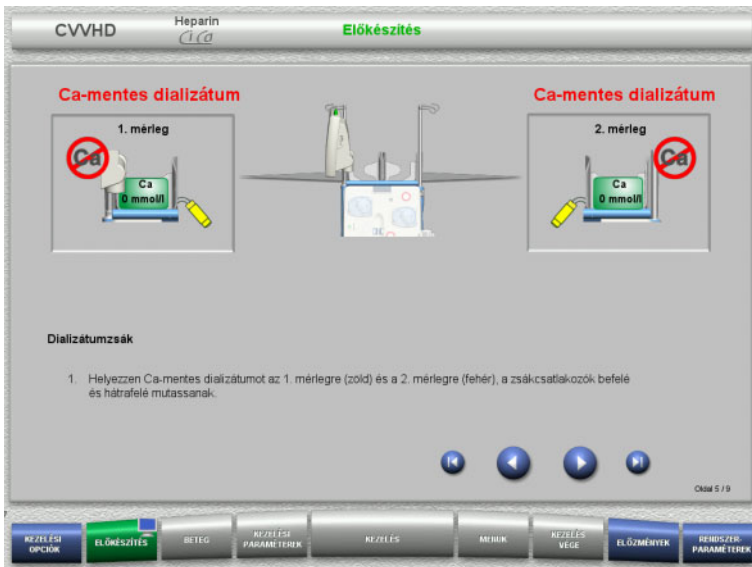 CVVHD
Heparin
Ci Ca
Előkészítés
Ca-mentes dializátum
Ca-mentes dializátum
1. mérleg
Ca
Ca
0 mmol/l
2. mérleg
Ca
Ca
0 mmol/l
Dializátumzsák
1. Helyezzen Ca-mentes dializátumot az 1. mérlegre (zöld) és a 2. mérlegre (fehér), a zsákcsatlakozók befelé
és hátrafelé mutassanak.
Oldal 5 / 9
KEZELÉSI
OPCIÓK
ELŐKÉSZÍTÉS
BETEG
KEZELÉSI
PARAMÉTEREK
KEZELÉS
MENÜK
KEZELÉS
VÉGE
ELŐZMÉNYEK
RENDSZER-
PARAMÉTEREK